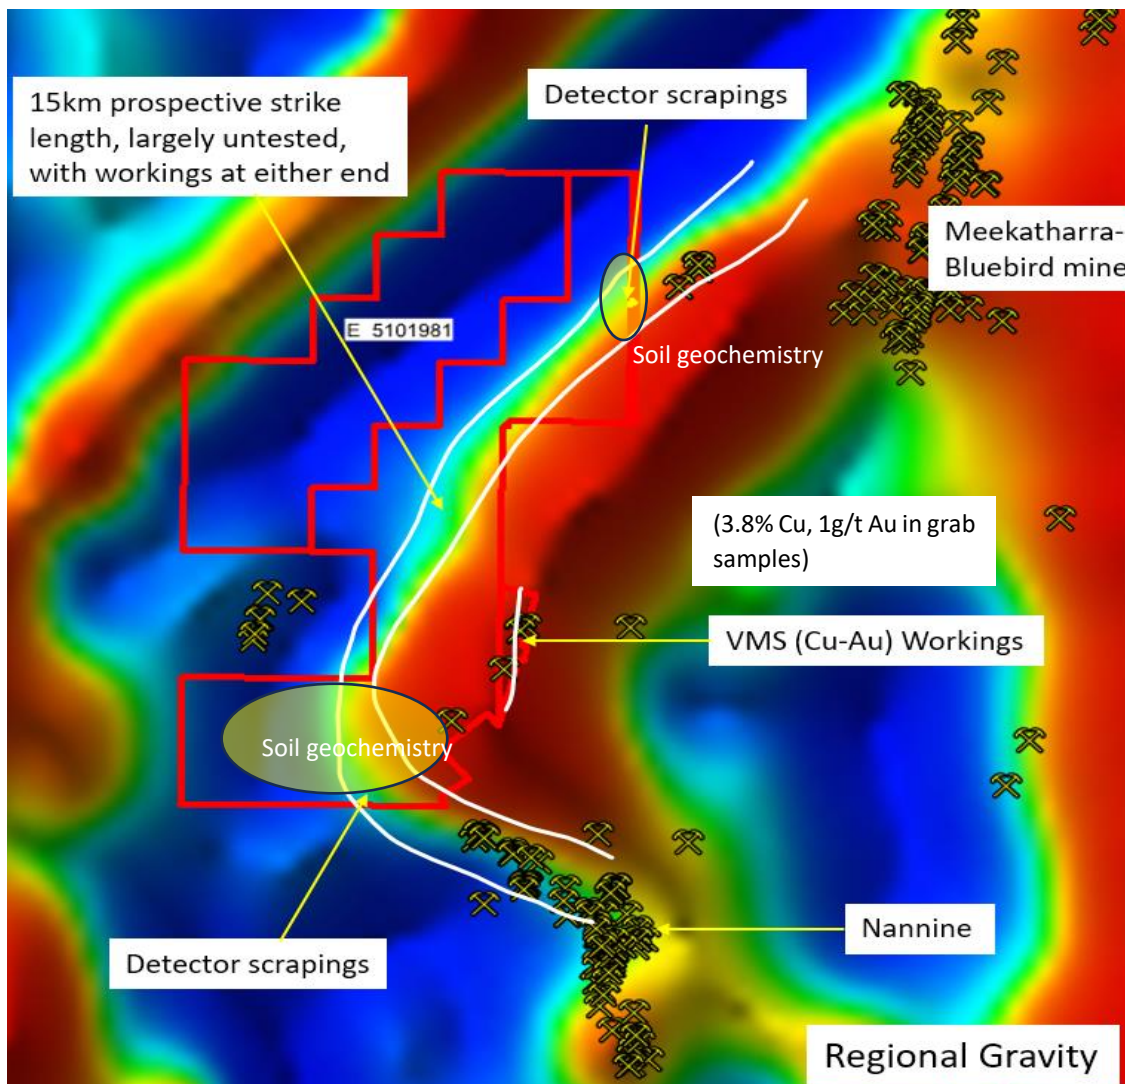 15km prospective strike
length, largely untested,
with workings at either end
Detector scrapings
Meekatharra-
Bluebird mine
E 5101981
Soil geochemistry
(3.8% Cu, 1g/t Au in grab
samples)
VMS (Cu-Au) Workings
Soil geochemistry
Nannine
Detector scrapings
Regional Gravity